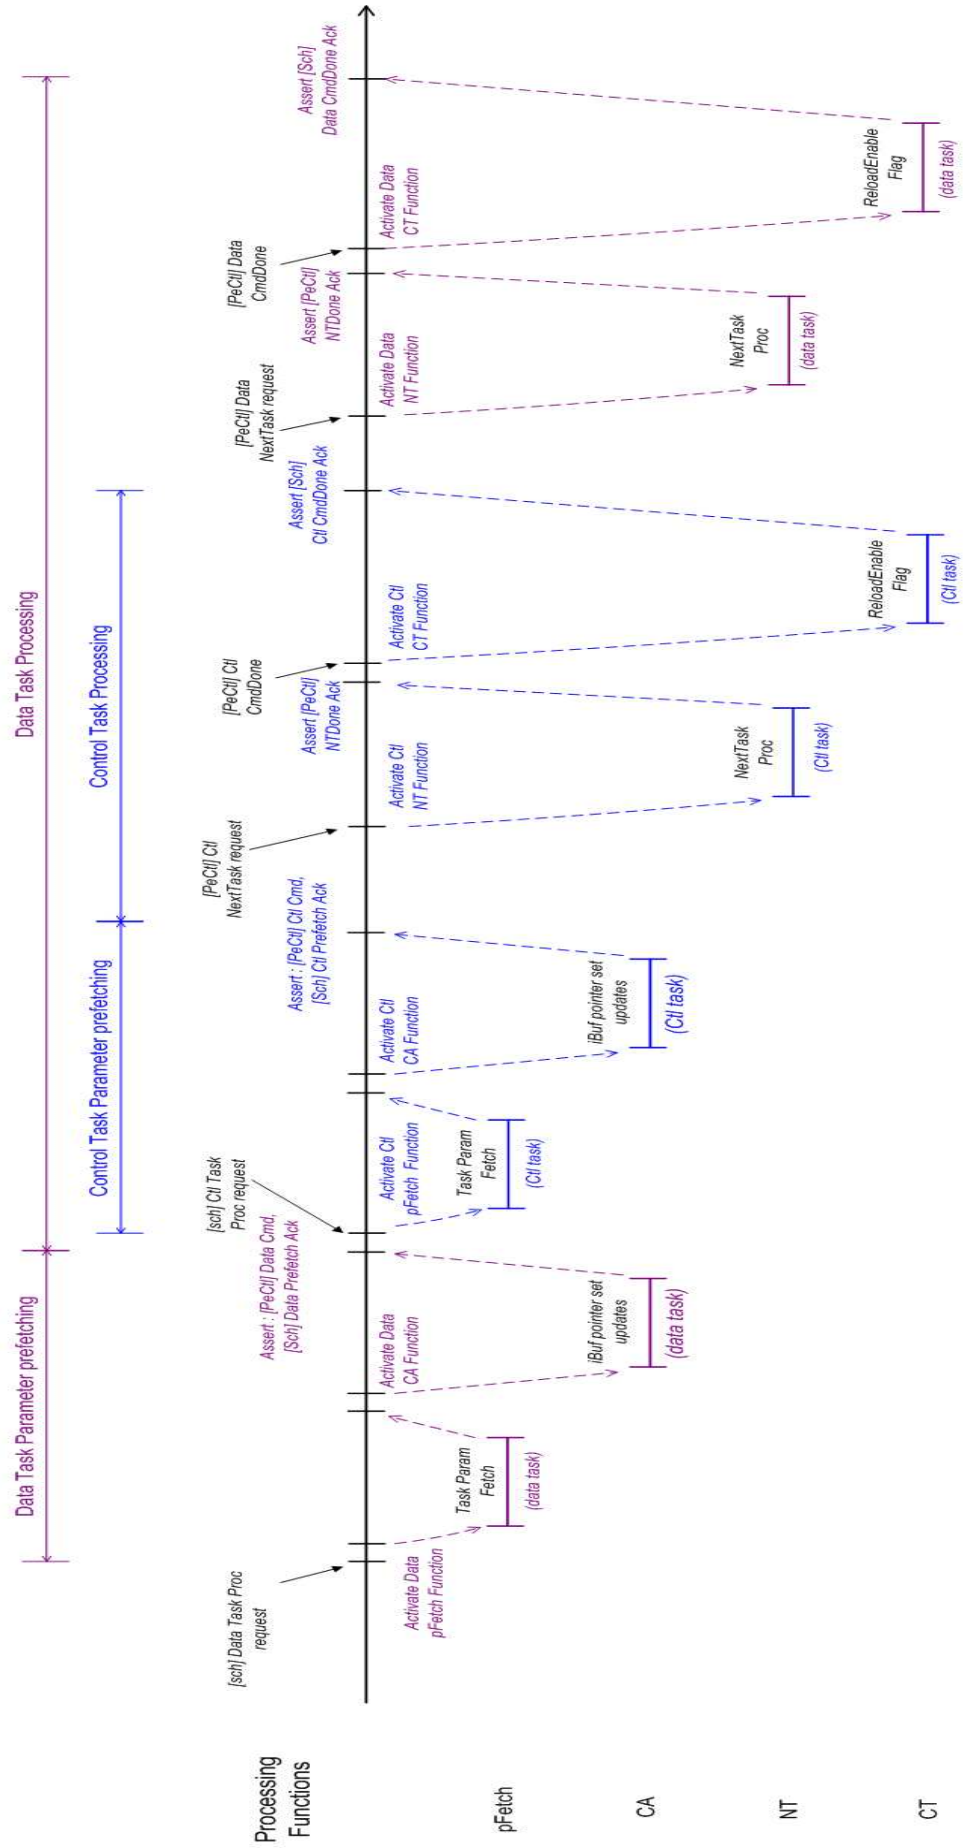 Data Task Parameter prefetching
Data Task Processing
Control Task Parameter prefetching
Control Task Processing
[sch] Data Task Proc
request
Assert : [PeCtl] Data Cmd,
[Sch] Data Prefetch Ack
[sch] Ctl Task
Proc request
Assert : [PeCtl] Ctl Cmd,
[Sch] Ctl Prefetch Ack
[PeCtl] Ctl
NextTask request
Assert [PeCtl]
NTDone Ack
[PeCtl] Ctl
CmdDone
Assert [Sch]
Ctl CmdDone Ack
[PeCtl] Data
NextTask request
Assert [PeCtl]
NTDone Ack
[PeCtl] Data
CmdDone
Assert [Sch]
Data CmdDone Ack
Processing
Functions
Activate Data
pFetch Function
Activate Data
CA Function
Activate Ctl
pFetch Function
Activate Ctl
CA Function
Activate Ctl
NT Function
Activate Ctl
CT Function
Activate Data
NT Function
Activate Data
CT Function
pFetch
Task Param
Fetch
(data task)
Task Param
Fetch
(Ctl task)
CA
iBuf pointer set
updates
(data task)
iBuf pointer set
updates
(Ctl task)
NT
NextTask
Proc
(Ctl task)
NextTask
Proc
(data task)
CT
ReloadEnable
Flag
(Ctl task)
ReloadEnable
Flag
(data task)